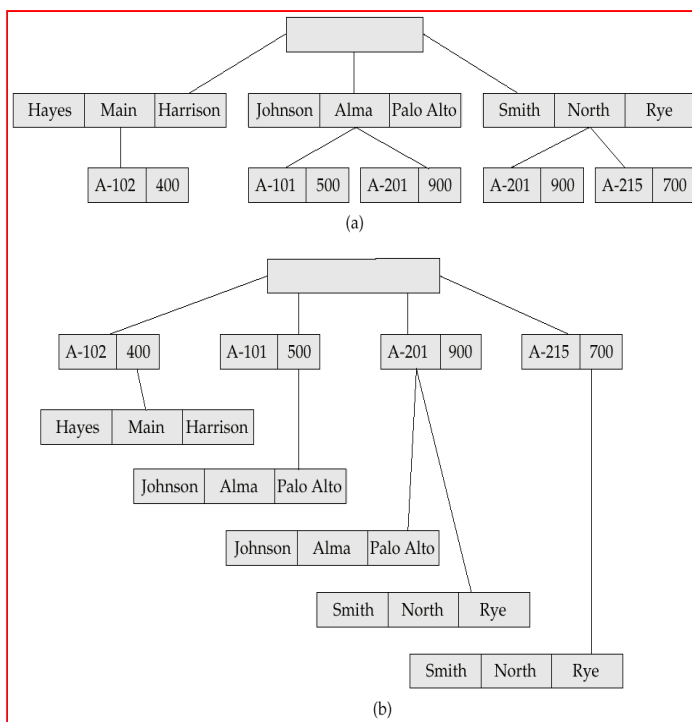 Hayes Main Harrison Johnson Alma Palo Alto Smith North Rye
A-102 400 A-101 500 A-201 900 A-201 900 A-215 700
(a)
A-102 400 A-101 500 A-201 900 A-215 700
Hayes Main Harrison
Johnson Alma Palo Alto
Johnson Alma Palo Alto
Smith North Rye
Smith North Rye
(b)